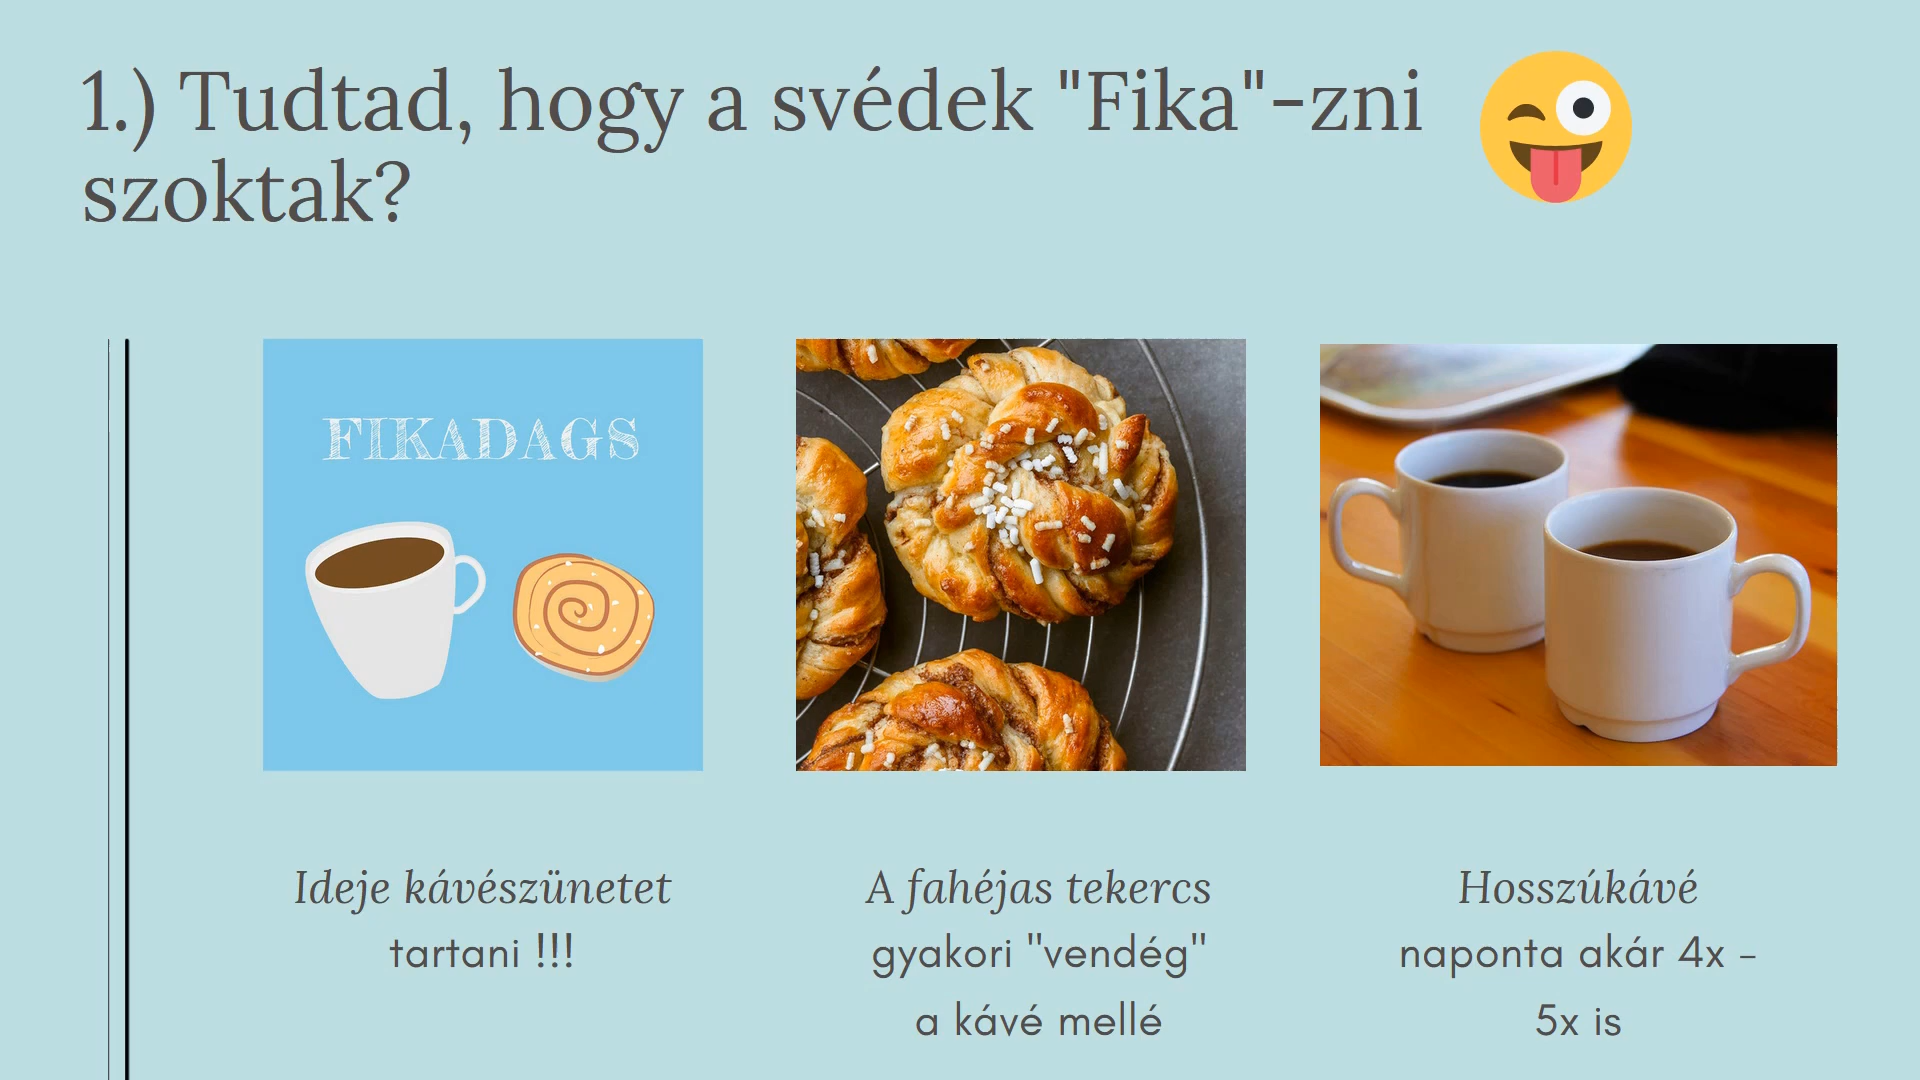 1.) Tudtad, hogy a svédek "Fika"-zni
szoktak?
FIKADAGS
Ideje kávészünetet
tartani !!!
A fahéjas tekercs
gyakori "vendég"
a kávé mellé
Hosszúkávé
naponta akár 4x -
5x is